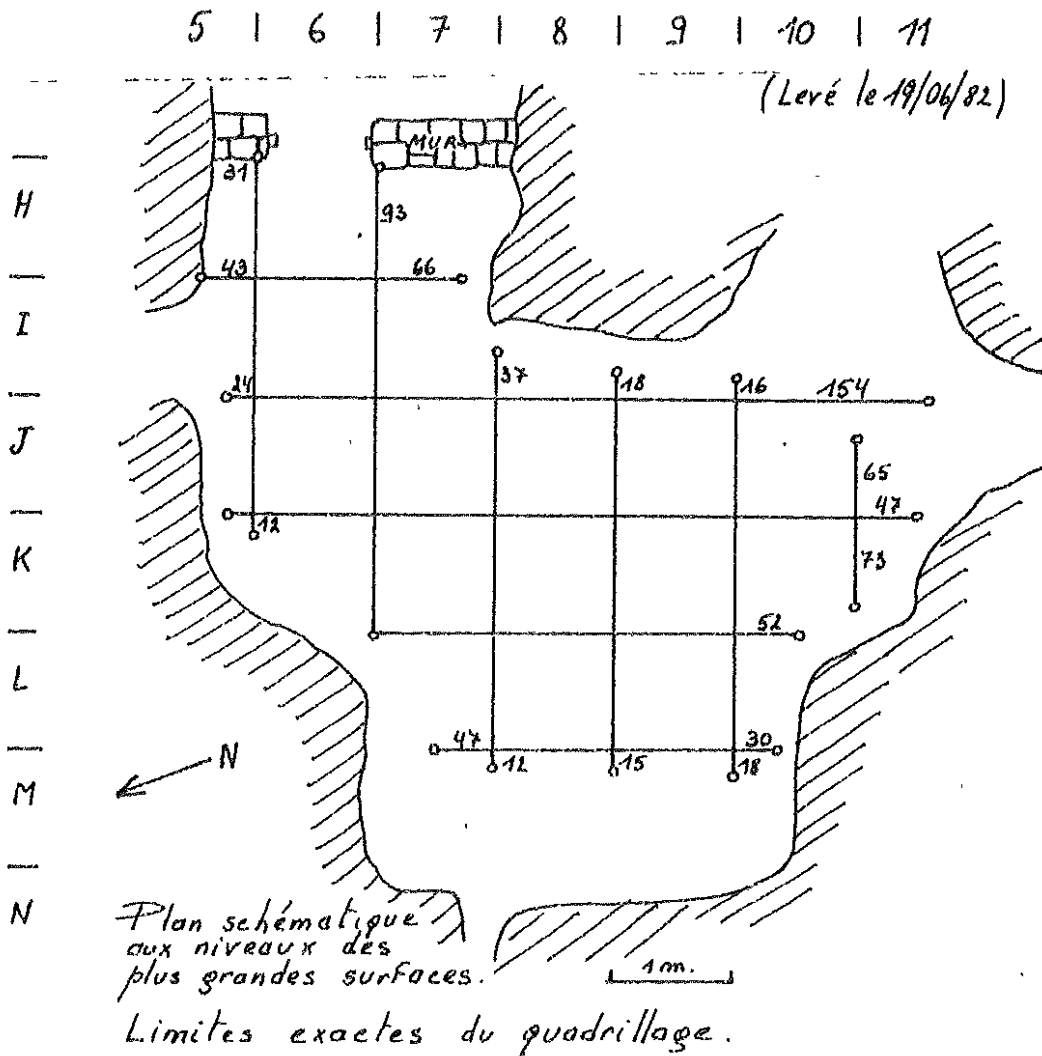 5 | 6 | 7 | 8 | 9 | 10 | 11
(Levé le 19/06/82)
MUR
31
H
93
43 66
I
37 18 16 154
24
J
65
47
12
K
73
52
L
47 30
N
12 15 18
M
N
Plan schématique
aux niveaux des
plus grandes surfaces.
1m.
Limites exactes du quadrillage.